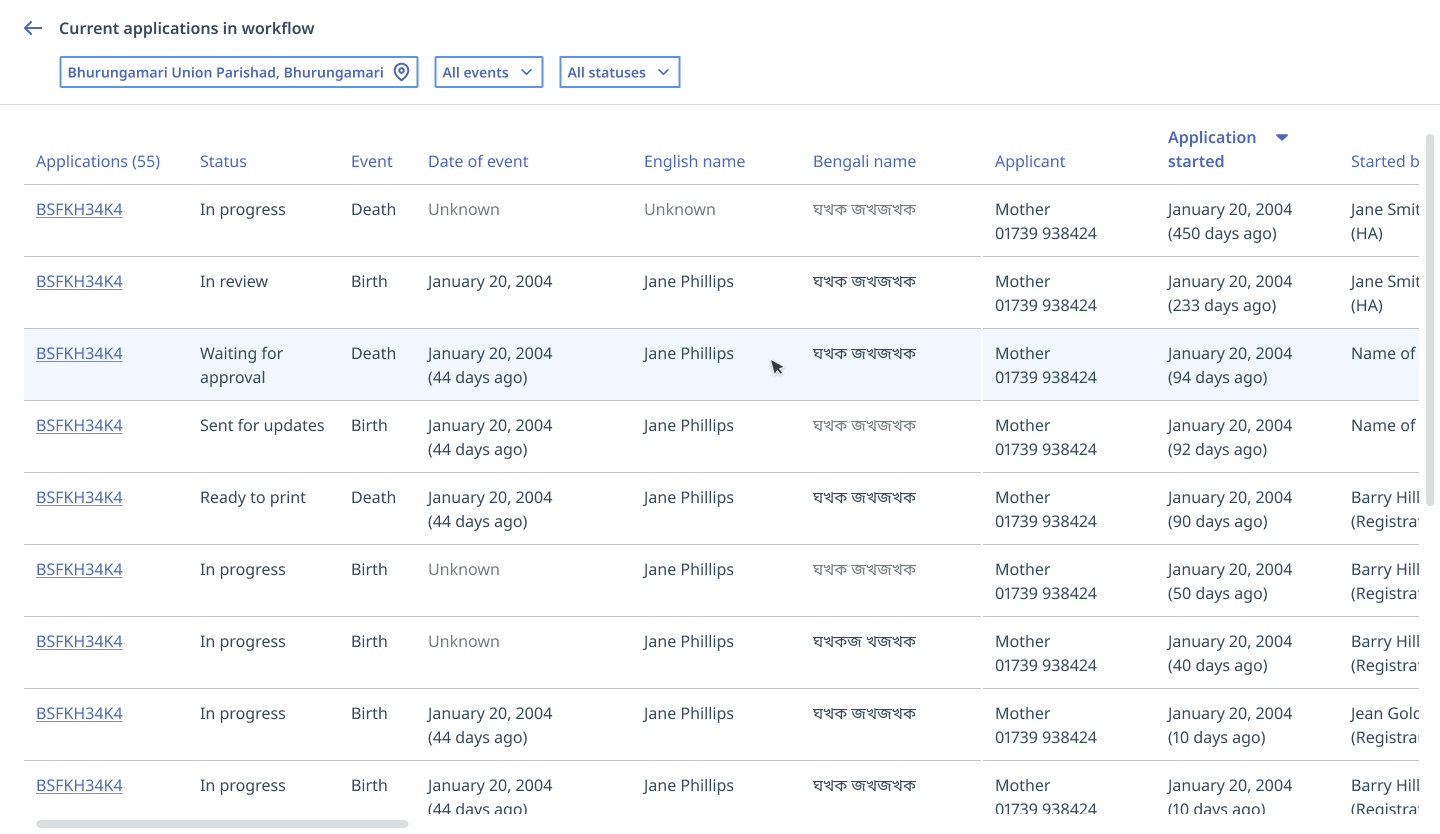 Current applications in workflow
Bhurungamari Union Parishad, Bhurungamari All events All statuses
Applications (55) Status Event Date of event English name Bengali name Applicant Application started Started b
BSFKH34K4 In progress Death Unknown Unknown ঘখক জখজখক Mother January 20, 2004 Jane Smit
01739 938424 (450 days ago) (HA)
BSFKH34K4 In review Birth January 20, 2004 Jane Phillips ঘখক জখজখক Mother January 20, 2004 Jane Smit
01739 938424 (233 days ago) (HA)
BSFKH34K4 Waiting for Death January 20, 2004 Jane Phillips ঘখক জখজখক Mother January 20, 2004 Name of
approval (44 days ago) 01739 938424 (94 days ago)
BSFKH34K4 Sent for updates Birth January 20, 2004 Jane Phillips ঘখক জখজখক Mother January 20, 2004 Name of
(44 days ago) 01739 938424 (92 days ago)
BSFKH34K4 Ready to print Death January 20, 2004 Jane Phillips ঘখক জখজখক Mother January 20, 2004 Barry Hill
(44 days ago) 01739 938424 (90 days ago) (Registra
BSFKH34K4 In progress Birth Unknown Jane Phillips ঘখক জখজখক Mother January 20, 2004 Barry Hill
01739 938424 (50 days ago) (Registra
BSFKH34K4 In progress Birth Unknown Jane Phillips ঘখকজ খজখক Mother January 20, 2004 Barry Hill
01739 938424 (40 days ago) (Registra
BSFKH34K4 In progress Birth January 20, 2004 Jane Phillips ঘখক জখজখক Mother January 20, 2004 Jean Gold
(44 days ago) 01739 938424 (10 days ago) (Registra
BSFKH34K4 In progress Birth January 20, 2004 Jane Phillips ঘখক জখজখক Mother January 20, 2004 Barry Hill
(44 days ago) 01739 938424 (10 days ago) (Registra